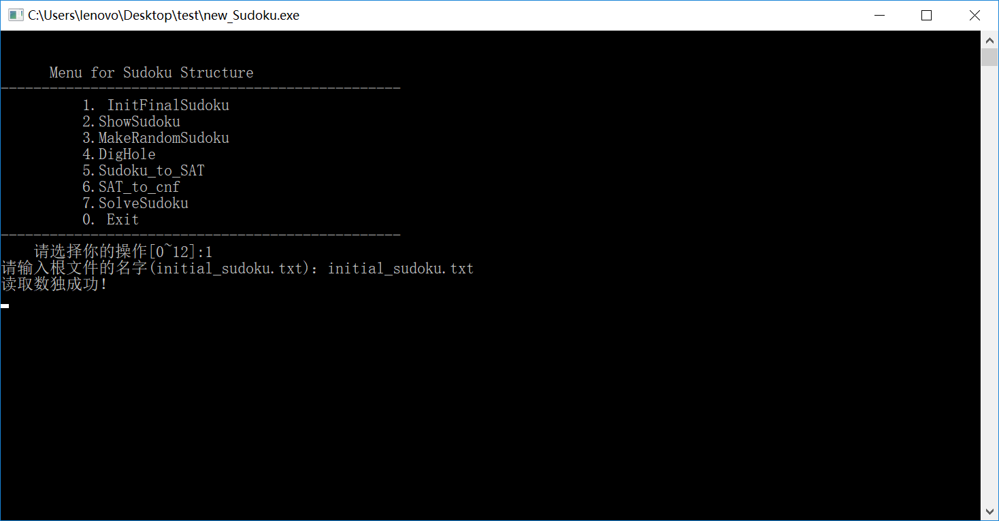 C:\Users\lenovo\Desktop\test\new_Sudoku.exe
Menu for Sudoku Structure
-------------------------------------------------
1. InitFinalSudoku
2.ShowSudoku
3.MakeRandomSudoku
4.DigHole
5.Sudoku_to_SAT
6.SAT_to_cnf
7.SolveSudoku
0. Exit
-------------------------------------------------
请选择你的操作[0~12]:1
请输入根文件的名字(initial_sudoku.txt): initial_sudoku.txt
读取数独成功!